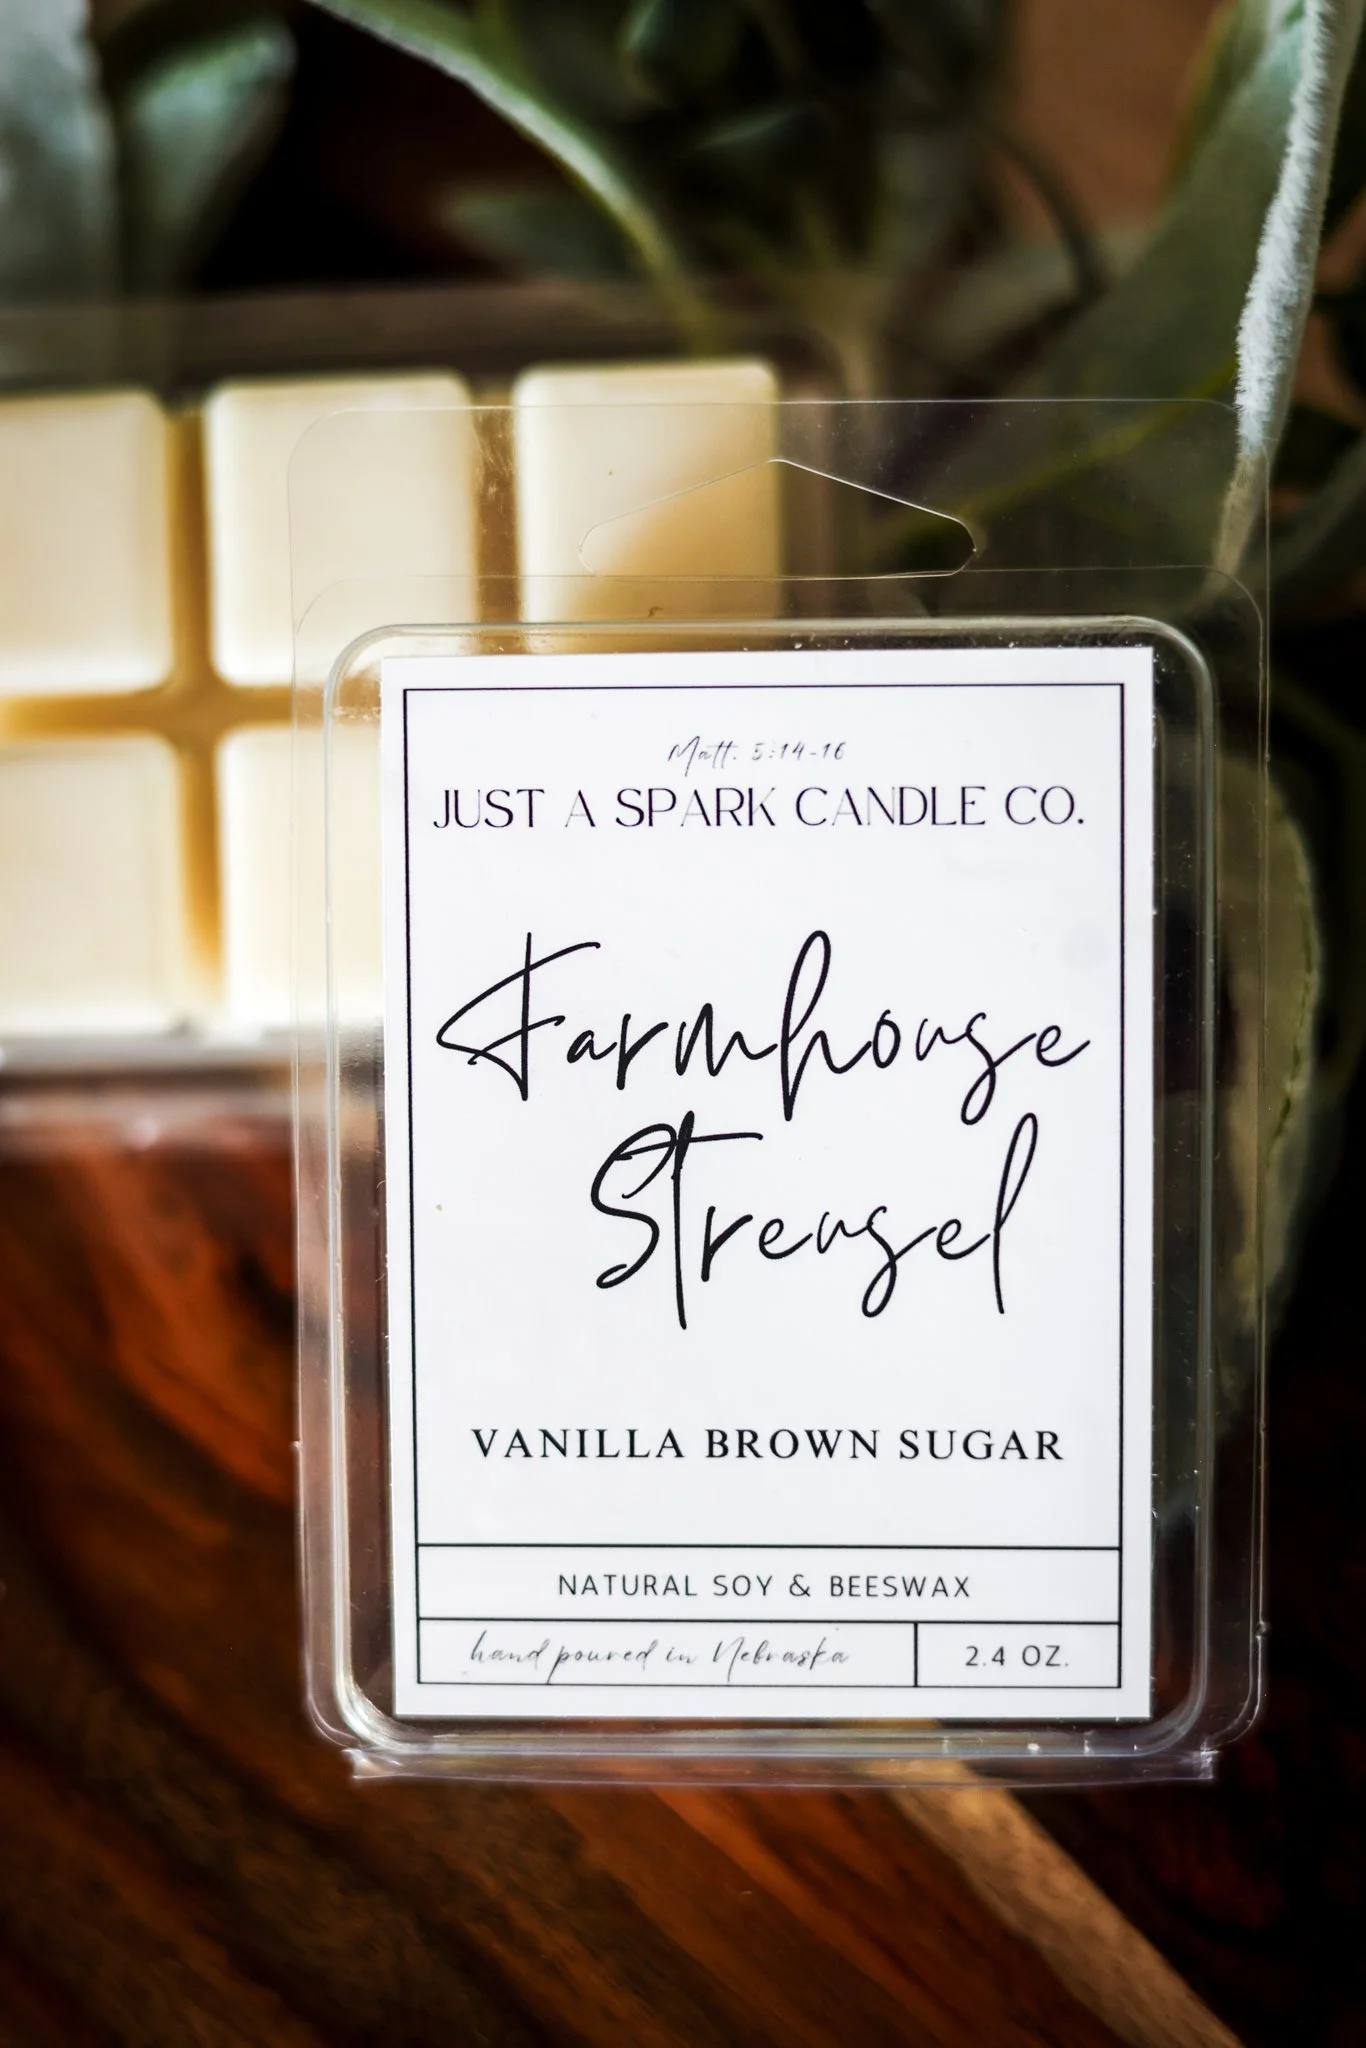 Matt. 5:14-16
JUST A SPARK CANDLE CO.
Farmhouse
Streusel
VANILLA BROWN SUGAR
NATURAL SOY & BEESWAX
hand poured in Nebraska
2.4 OZ.